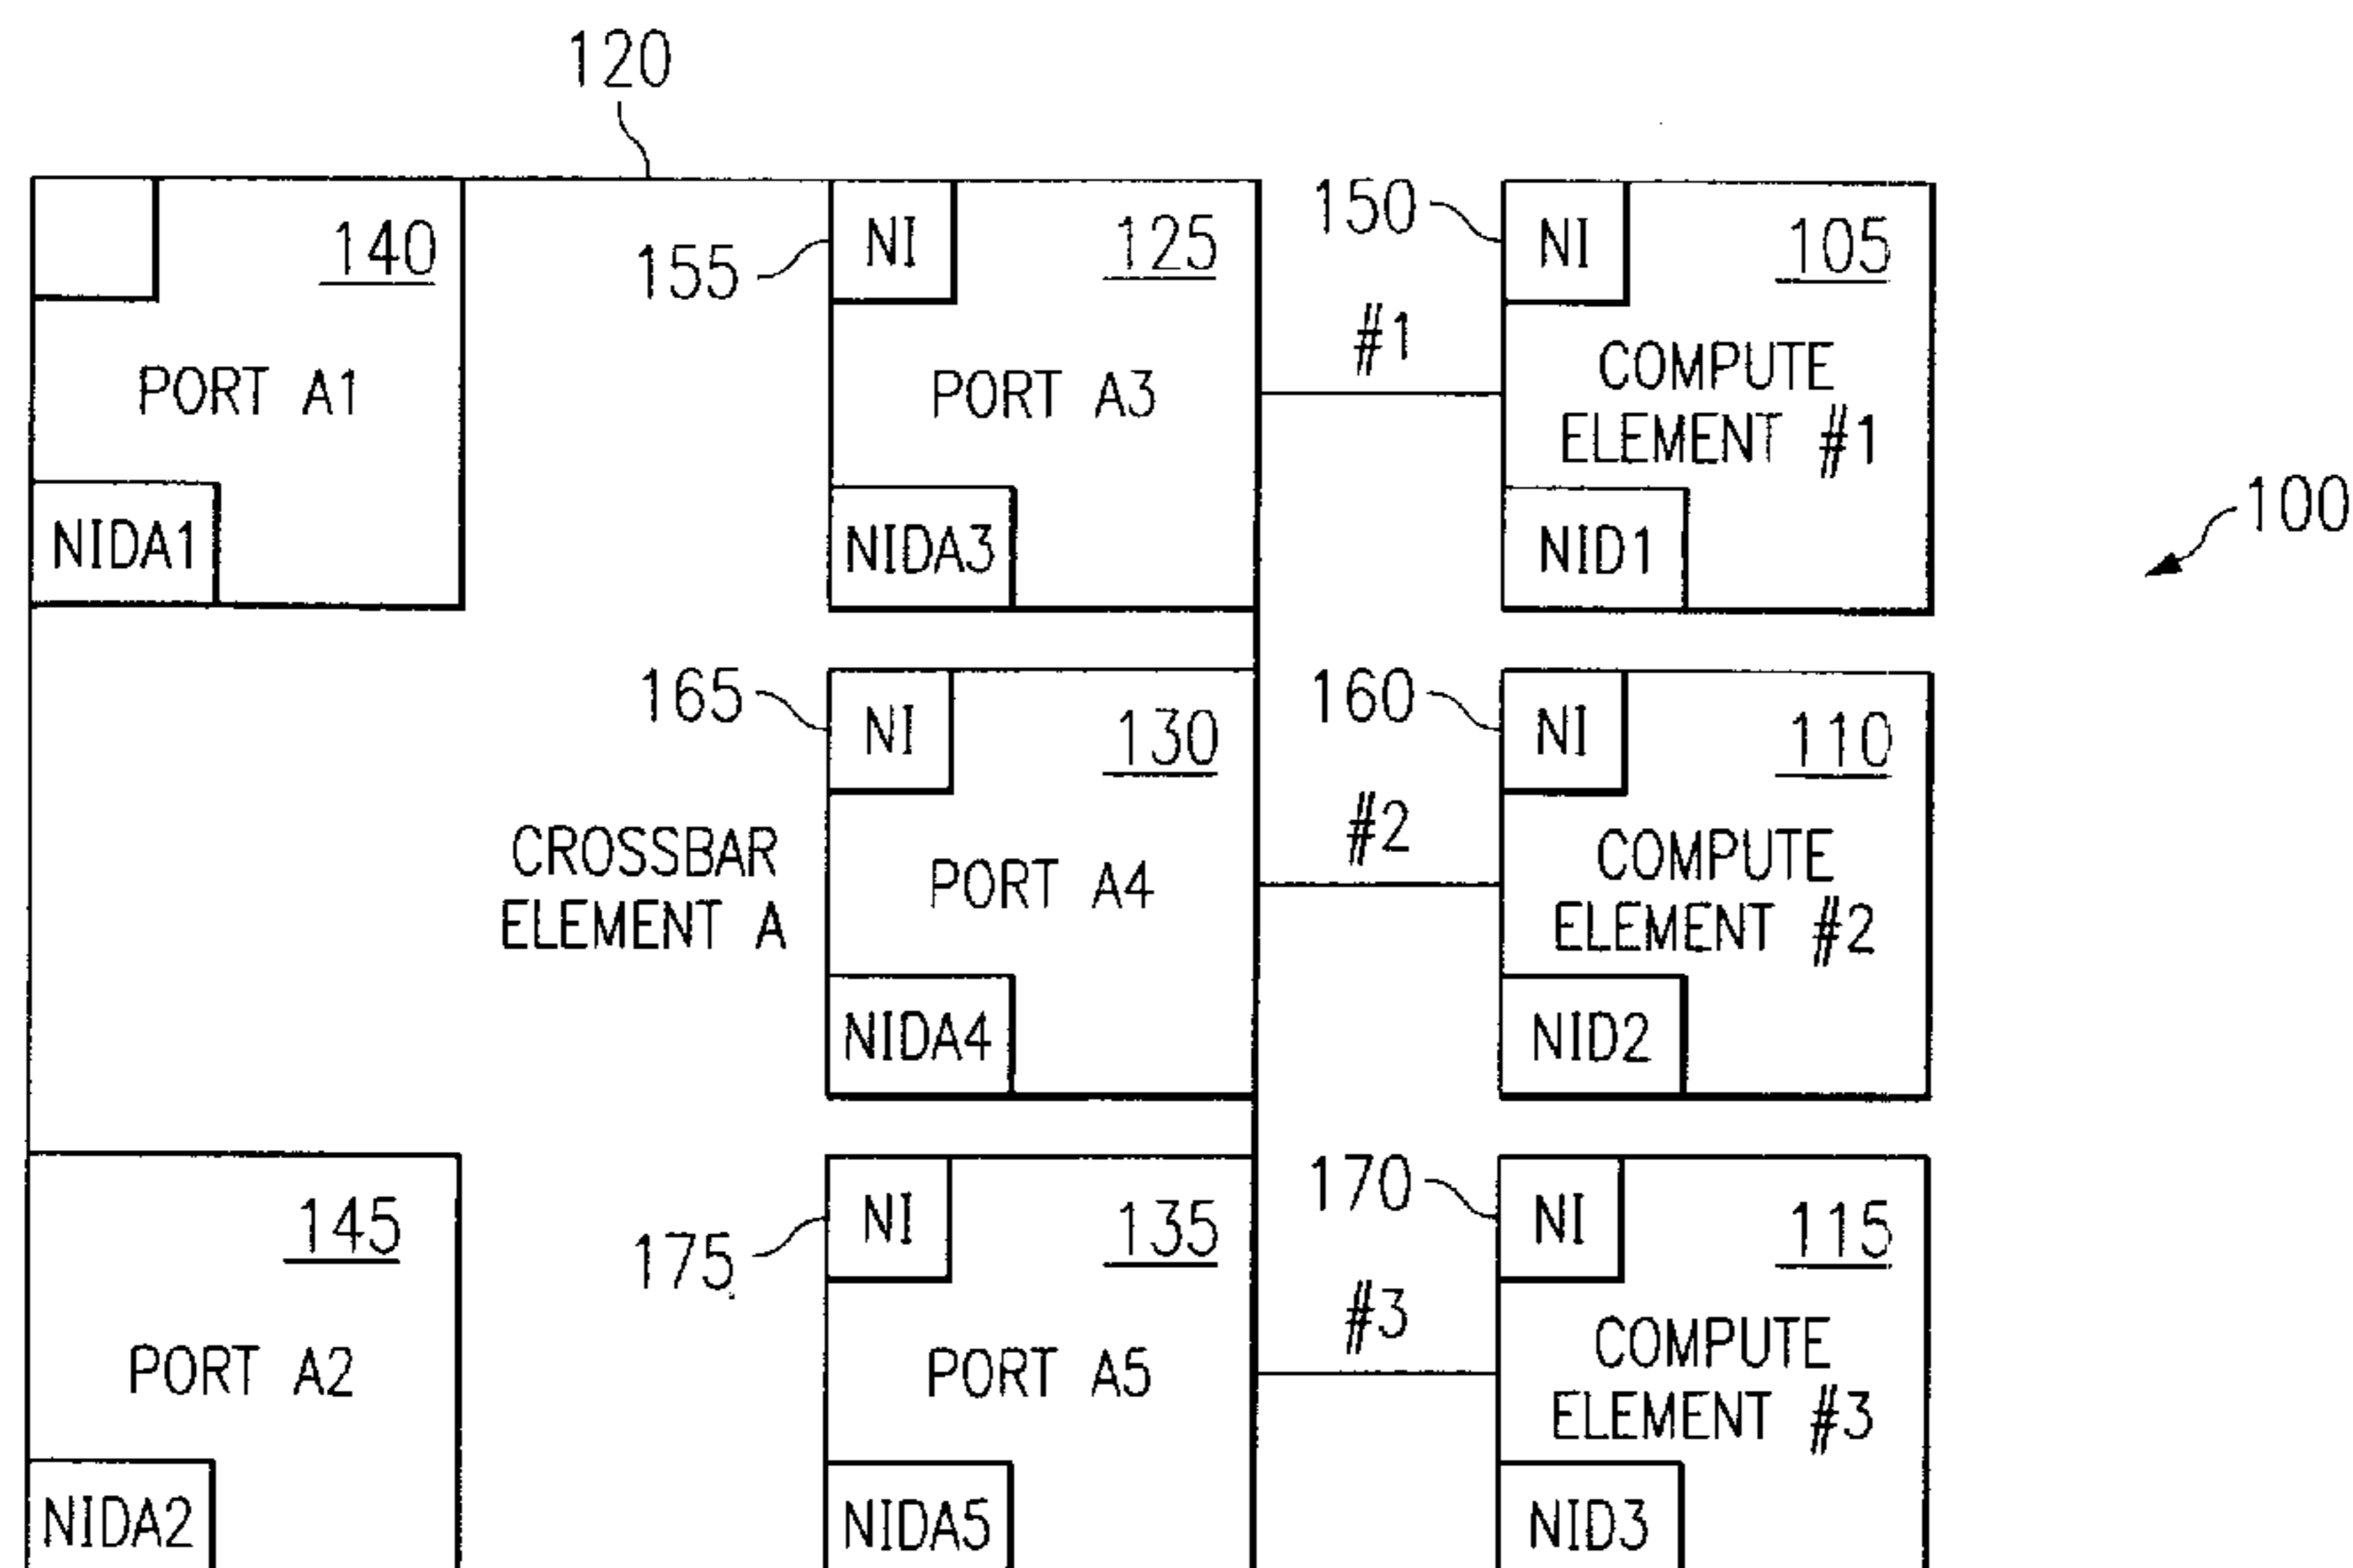 120
140
PORT A1
NIDA1
155
NI
125
PORT A3
NIDA3
#1
150
NI
105
COMPUTE
ELEMENT #1
NID1
100
CROSSBAR
ELEMENT A
165
NI
130
PORT A4
NIDA4
#2
160
NI
110
COMPUTE
ELEMENT #2
NID2
145
PORT A2
NIDA2
175
NI
135
PORT A5
NIDA5
#3
170
NI
115
COMPUTE
ELEMENT #3
NID3